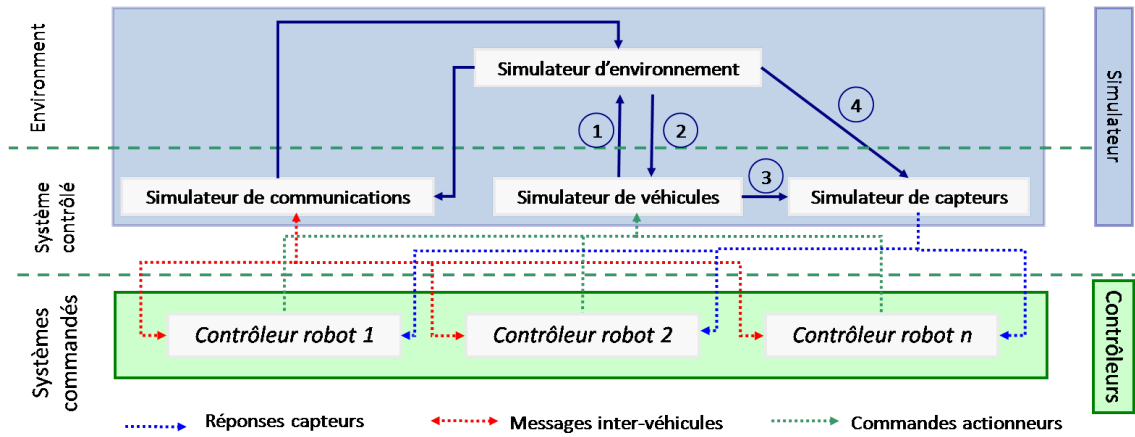 Environment
Simulateur d'environnement
Simulateur
1
2
4
3
Système
contrôlé
Simulateur de communications
Simulateur de véhicules
Simulateur de capteurs
Systèmes
commandés
Contrôleur robot 1
Contrôleur robot 2
Contrôleur robot n
Contrôleurs
Réponses capteurs
Messages inter-véhicules
Commandes actionneurs